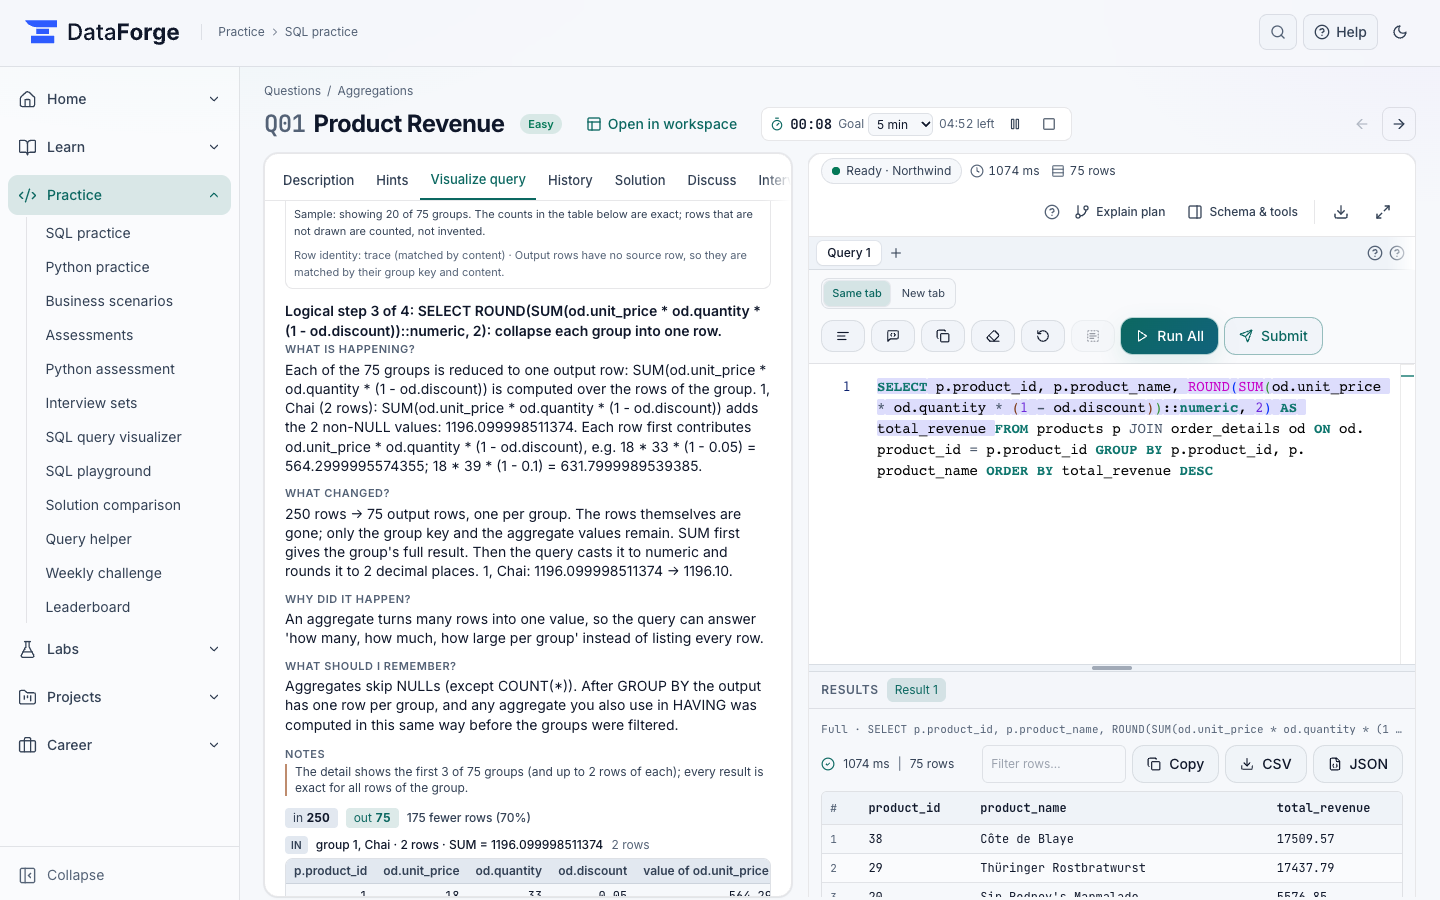 DataForge
Practice > SQL practice
Help
Home
Learn
Practice
SQL practice
Python practice
Business scenarios
Assessments
Python assessment
Interview sets
SQL query visualizer
SQL playground
Solution comparison
Query helper
Weekly challenge
Leaderboard
Labs
Projects
Career
Collapse
Questions / Aggregations
Q01 Product Revenue Easy Open in workspace 00:08 Goal 5 min 04:52 left
Description Hints Visualize query History Solution Discuss
Sample: showing 20 of 75 groups. The counts in the table below are exact; rows that are
not drawn are counted, not invented.
Row identity: trace (matched by content) · Output rows have no source row, so they are
matched by their group key and content.
Logical step 3 of 4: SELECT ROUND(SUM(od.unit_price * od.quantity *
(1 - od.discount))::numeric, 2): collapse each group into one row.
WHAT IS HAPPENING?
Each of the 75 groups is reduced to one output row: SUM(od.unit_price *
od.quantity * (1 - od.discount)) is computed over the rows of the group. 1,
Chai (2 rows): SUM(od.unit_price * od.quantity * (1 - od.discount)) adds
the 2 non-NULL values: 1196.099998511374. Each row first contributes
od.unit_price * od.quantity * (1 - od.discount), e.g. 18 * 33 * (1 - 0.05) =
564.2999995574355; 18 * 39 * (1 - 0.1) = 631.7999989539385.
WHAT CHANGED?
250 rows → 75 output rows, one per group. The rows themselves are
gone; only the group key and the aggregate values remain. SUM first
gives the group's full result. Then the query casts it to numeric and
rounds it to 2 decimal places. 1, Chai: 1196.099998511374 → 1196.10.
WHY DID IT HAPPEN?
An aggregate turns many rows into one value, so the query can answer
'how many, how much, how large per group' instead of listing every row.
WHAT SHOULD I REMEMBER?
Aggregates skip NULLs (except COUNT(*)). After GROUP BY the output
has one row per group, and any aggregate you also use in HAVING was
computed in this same way before the groups were filtered.
NOTES
The detail shows the first 3 of 75 groups (and up to 2 rows of each); every result is
exact for all rows of the group.
in 250 out 75 175 fewer rows (70%)
IN group 1, Chai · 2 rows · SUM = 1196.099998511374 2 rows
p.product_id od.unit_price od.quantity od.discount value of od.unit_price
1 18 33 0.05
Ready · Northwind 1074 ms 75 rows
Explain plan Schema & tools
Query 1 +
Same tab New tab
Run All Submit
1 SELECT p.product_id, p.product_name, ROUND(SUM(od.unit_price
* od.quantity * (1 - od.discount))::numeric, 2) AS
total_revenue FROM products p JOIN order_details od ON od.
product_id = p.product_id GROUP BY p.product_id, p.
product_name ORDER BY total_revenue DESC
RESULTS Result 1
Full · SELECT p.product_id, p.product_name, ROUND(SUM(od.unit_price * od.quantity * (1 …
1074 ms | 75 rows Filter rows... Copy CSV JSON
# product_id product_name total_revenue
1 38 Côte de Blaye 17509.57
2 29 Thüringer Rostbratwurst 17437.79
3 20 Sir Rodney's Marmalade 5576.85